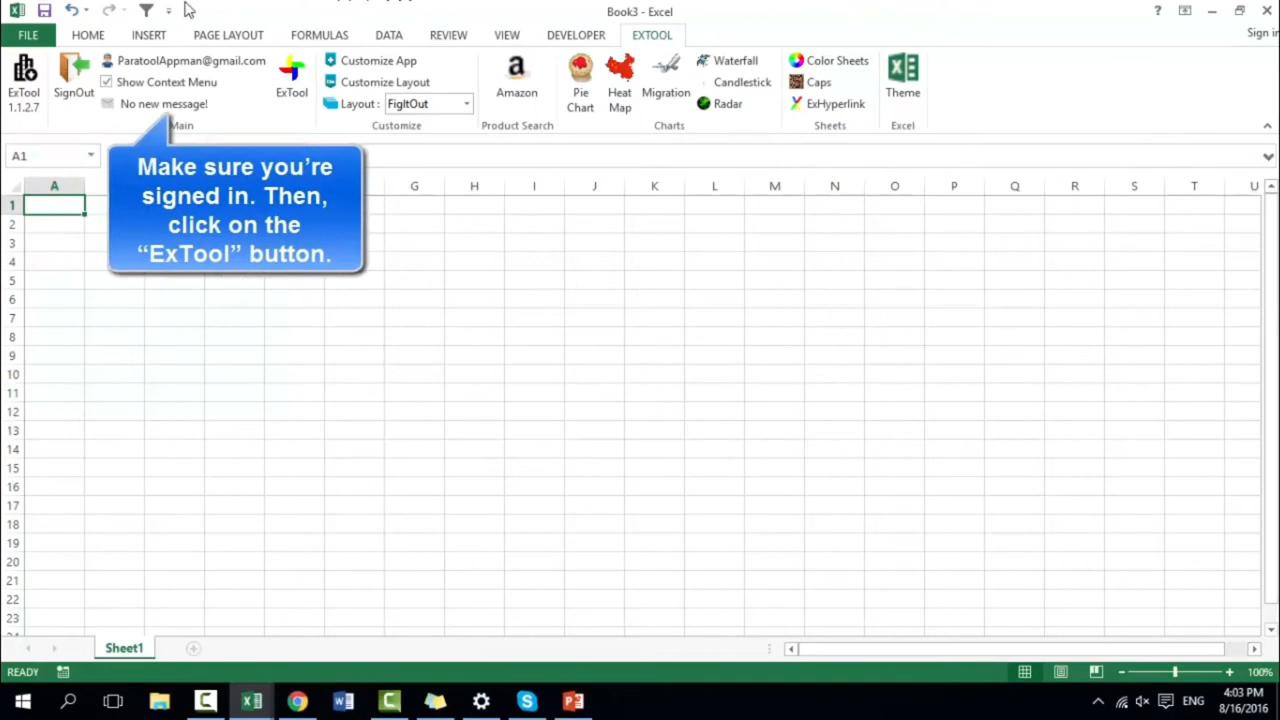 Book3 - Excel
Sign in
FILE HOME INSERT PAGE LAYOUT FORMULAS DATA REVIEW VIEW DEVELOPER EXTOOL
ExTool
1.1.2.7
SignOut
ParatoolAppman@gmail.com
Show Context Menu
No new message!
ExTool
Main
Customize App
Customize Layout
Layout : FigItOut
Customize
Amazon
Product Search
Pie
Chart
Heat
Map
Migration
Waterfall
Candlestick
Radar
Charts
Color Sheets
Caps
ExHyperlink
Sheets
Theme
Excel
A1
Make sure you’re
signed in. Then,
click on the
“ExTool” button.
A G H I J K L M N O P Q R S T U
1
2
3
4
5
6
7
8
9
10
11
12
13
14
15
16
17
18
19
20
21
22
23
Sheet1
READY
100%
ENG
4:03 PM
8/16/2016